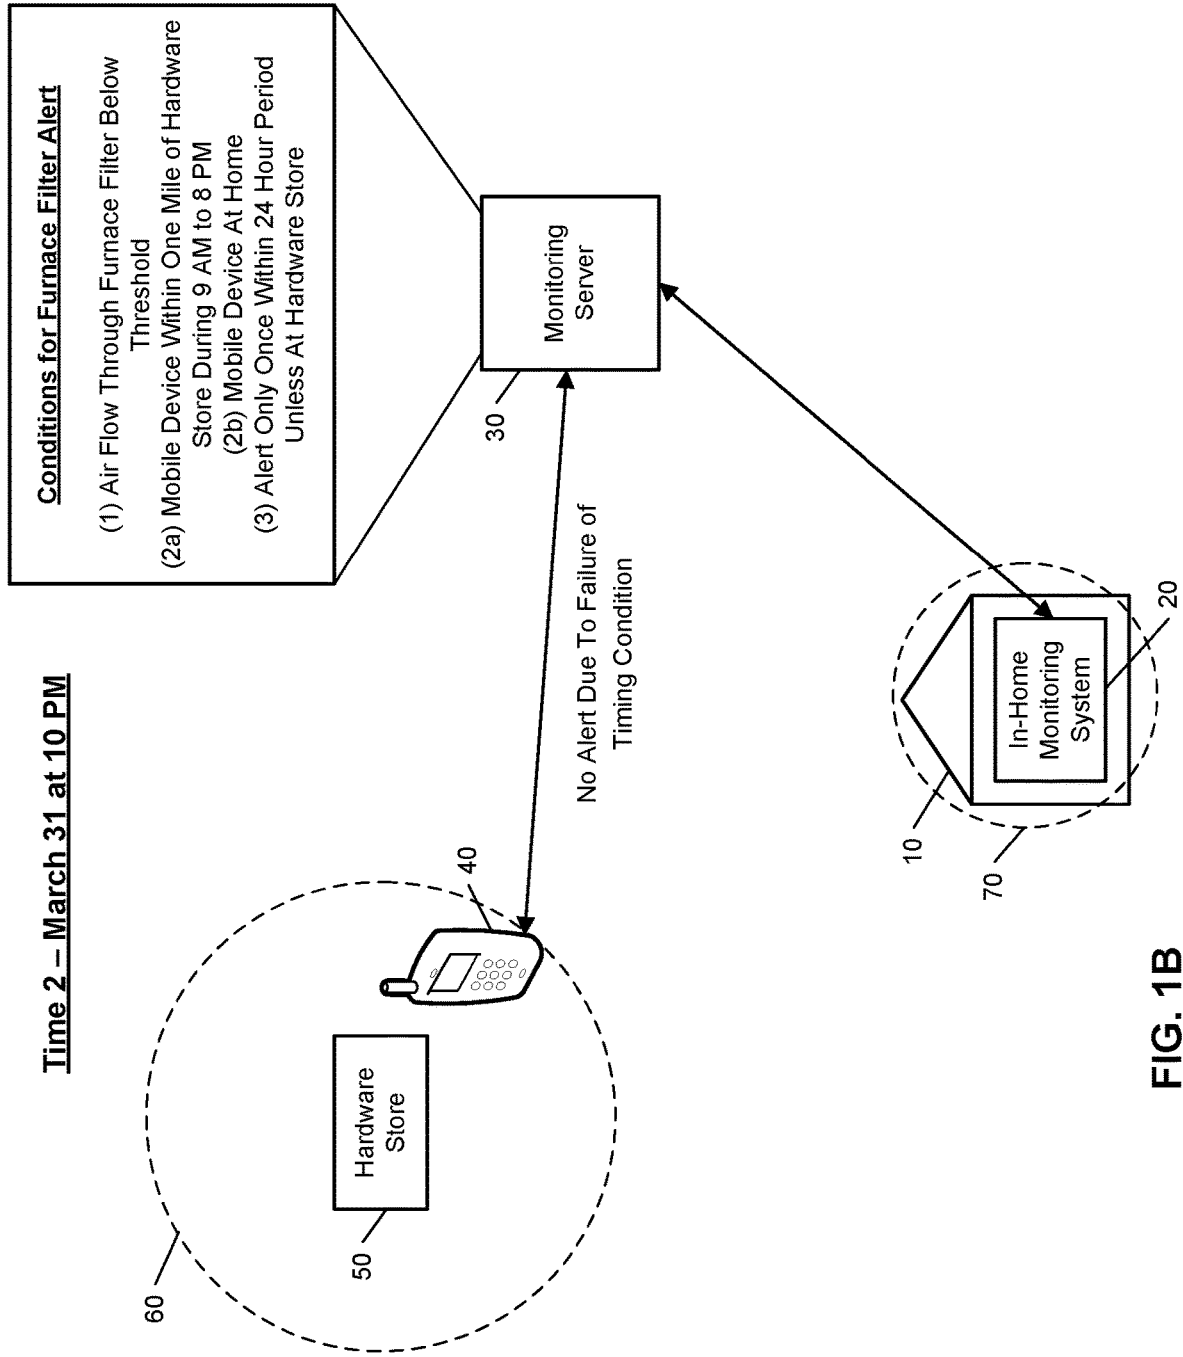 Time 2 – March 31 at 10 PM
Conditions for Furnace Filter Alert
(1) Air Flow Through Furnace Filter Below
Threshold
(2a) Mobile Device Within One Mile of Hardware
Store During 9 AM to 8 PM
(2b) Mobile Device At Home
(3) Alert Only Once Within 24 Hour Period
Unless At Hardware Store
60
50
Hardware
Store
40
No Alert Due To Failure of
Timing Condition
30
Monitoring
Server
10
70
In-Home
Monitoring
System
20
FIG. 1B